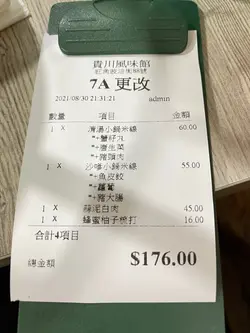 貴川風味館
7A 更改
2021/08/30 21:31:21 admin
數量 項目 金額
1 X 清湯小鍋米線 60.00
*+蟹籽丸
*+唐生菜
*+豬頭肉
1 X 沙嗲小鍋米線 55.00
*+魚皮餃
*+蘿蔔
*+豬大腸
1 X 蒜泥白肉 45.00
1 X 蜂蜜柚子梳打 16.00
合計4項目
總金額 $176.00